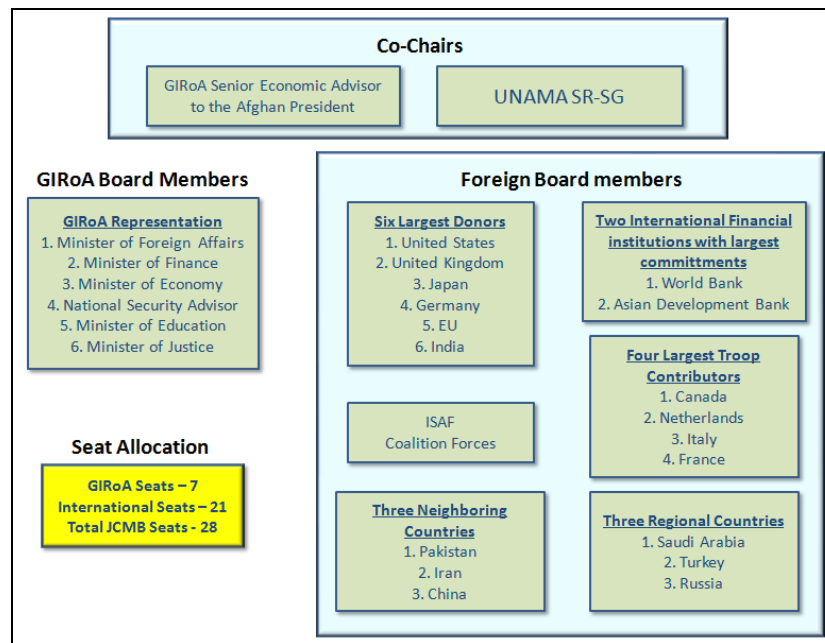 Co-Chairs
GIRoA Senior Economic Advisor
to the Afghan President
UNAMA SR-SG
GIRoA Board Members
GIRoA Representation
1. Minister of Foreign Affairs
2. Minister of Finance
3. Minister of Economy
4. National Security Advisor
5. Minister of Education
6. Minister of Justice
Seat Allocation
GIRoA Seats – 7
International Seats – 21
Total JCMB Seats - 28
Foreign Board members
Six Largest Donors
1. United States
2. United Kingdom
3. Japan
4. Germany
5. EU
6. India
Two International Financial
institutions with largest
committments
1. World Bank
2. Asian Development Bank
ISAF
Coalition Forces
Four Largest Troop
Contributors
1. Canada
2. Netherlands
3. Italy
4. France
Three Neighboring
Countries
1. Pakistan
2. Iran
3. China
Three Regional Countries
1. Saudi Arabia
2. Turkey
3. Russia